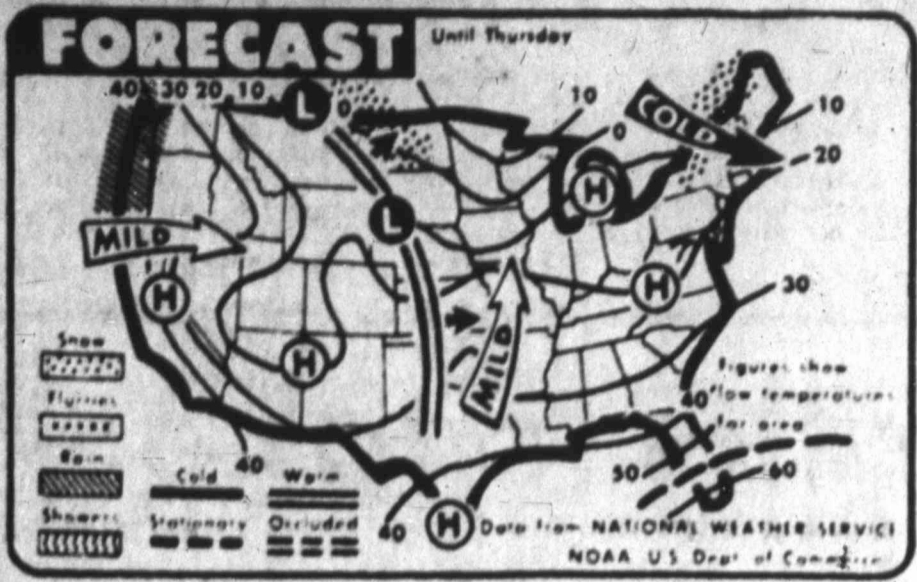 FORECAST
Until Thursday
40 30 20 10
L
0
10
0
COLD
10
20
H
L
MILD
H
H
30
H
MILD
Snow
Flurries
Rain
Showers
Cold
Warm
Stationary
Occluded
Figures show
low temperatures
for area
40
40
40
50
60
H
Data from NATIONAL WEATHER SERVICE
NOAA U S Dept of Commerce